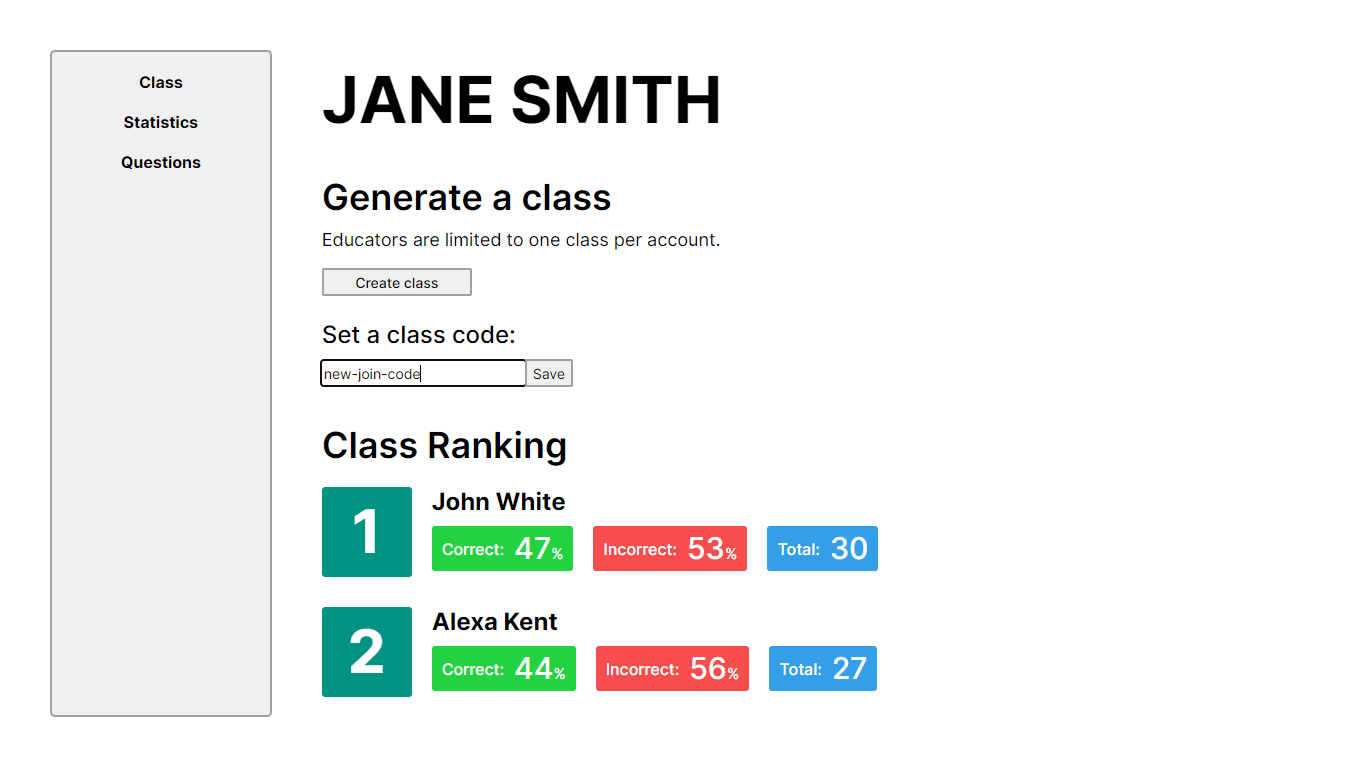 Class
Statistics
Questions
JANE SMITH
Generate a class
Educators are limited to one class per account.
Create class
Set a class code:
new-join-code Save
Class Ranking
1
John White
Correct: 47% Incorrect: 53% Total: 30
2
Alexa Kent
Correct: 44% Incorrect: 56% Total: 27